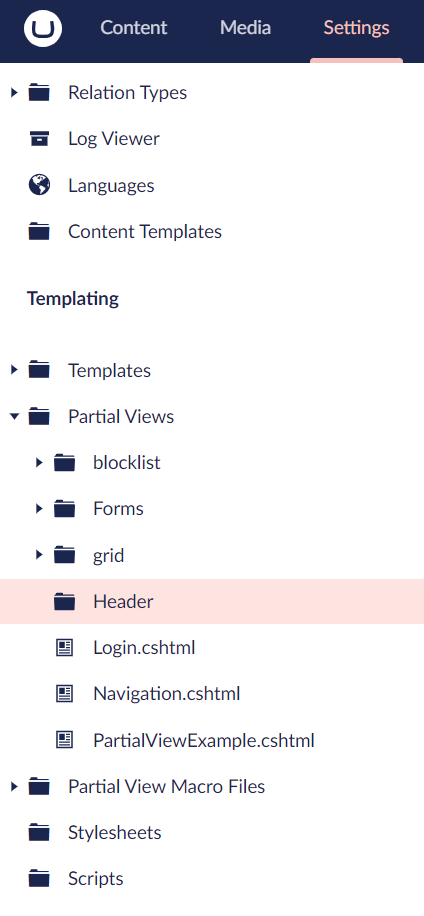 Content Media Settings
Relation Types
Log Viewer
Languages
Content Templates
Templating
Templates
Partial Views
blocklist
Forms
grid
Header
Login.cshtml
Navigation.cshtml
PartialViewExample.cshtml
Partial View Macro Files
Stylesheets
Scripts